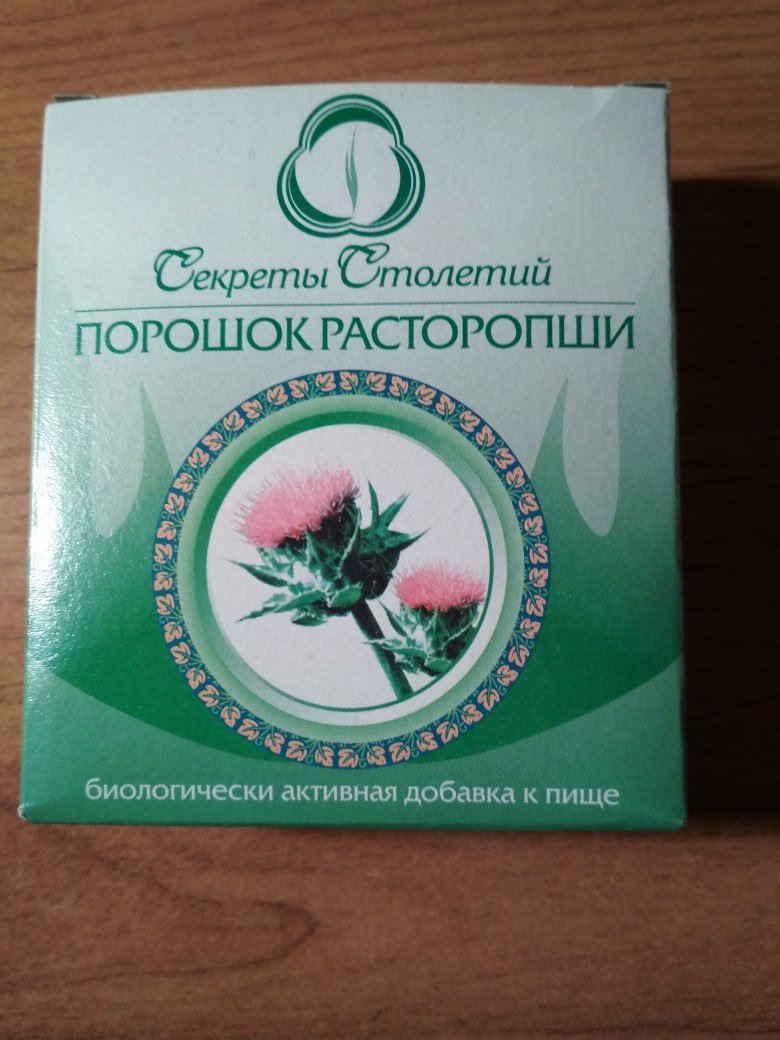 Секреты Столетий
ПОРОШОК РАСТОРОПШИ
биологически активная добавка к пище